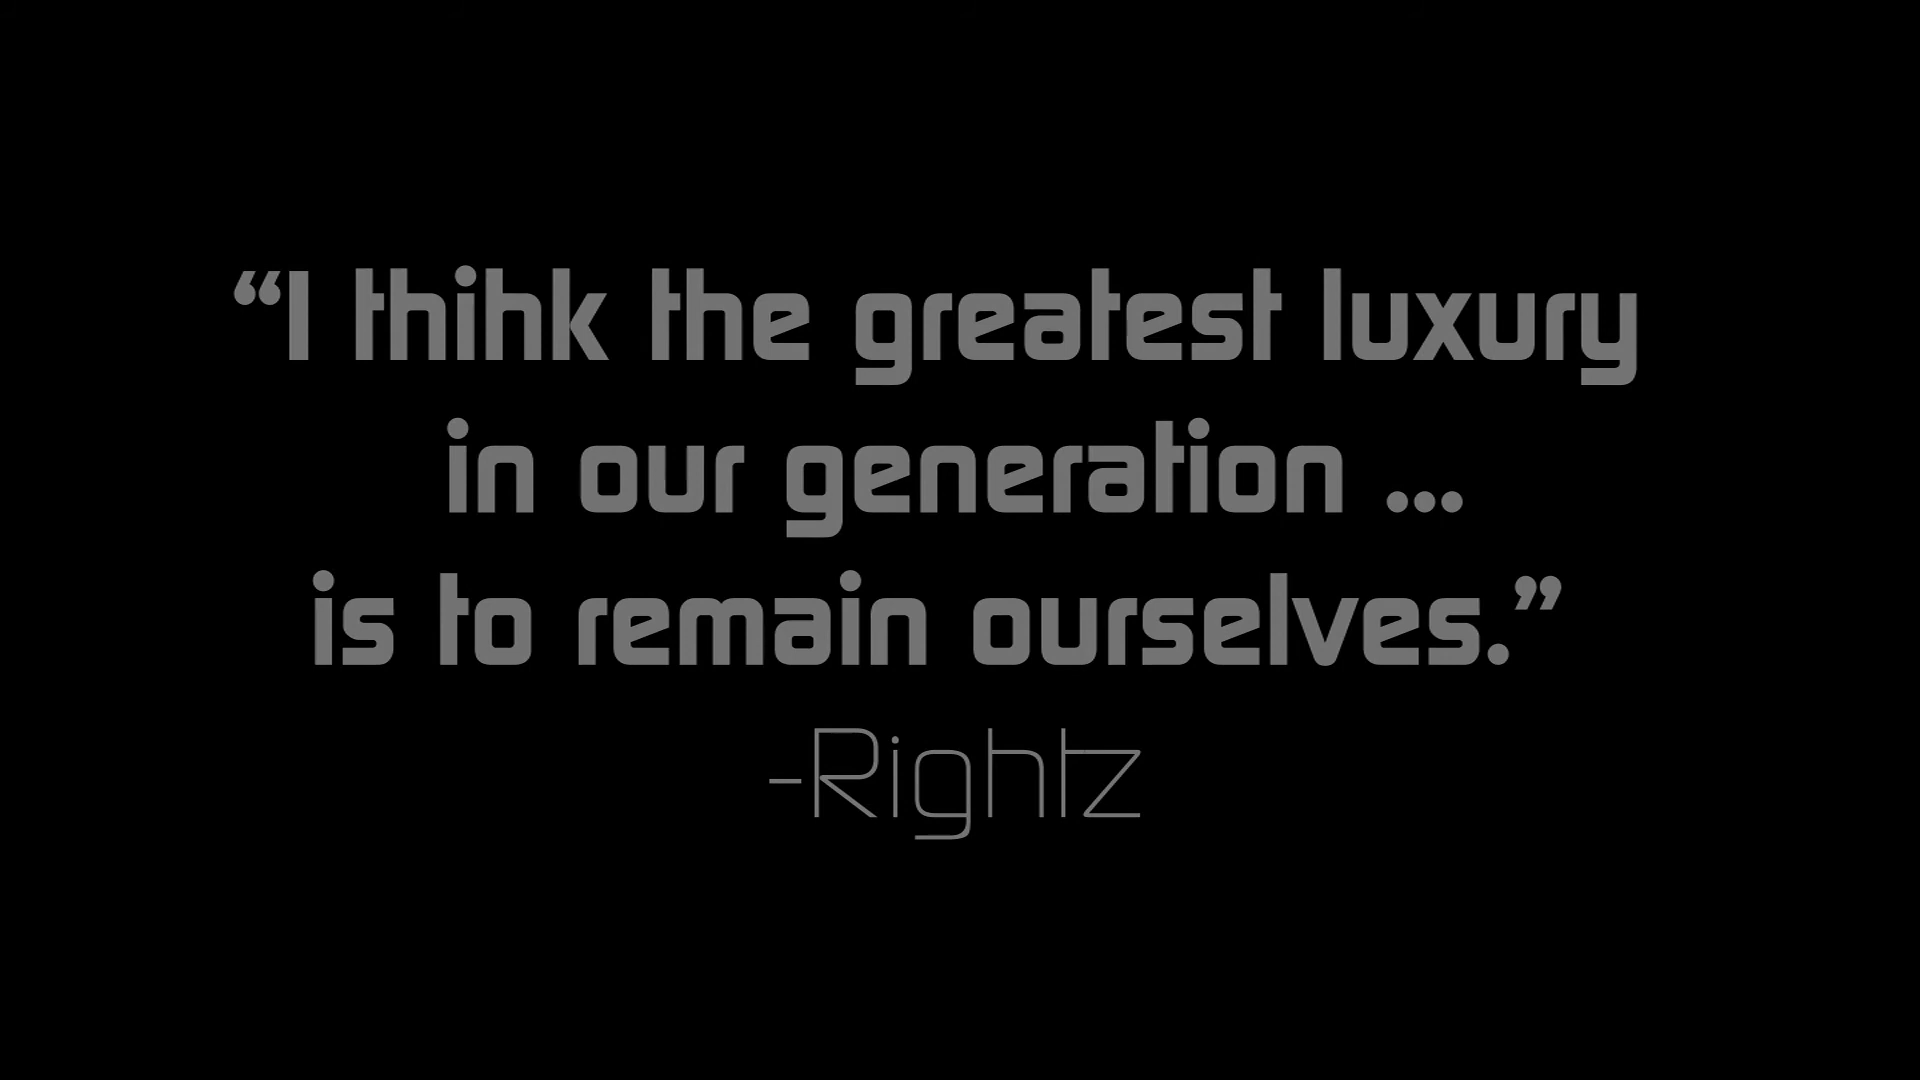 “I thihk the greatest luxury
in our generation ...
is to remain ourselves.”
-Rightz